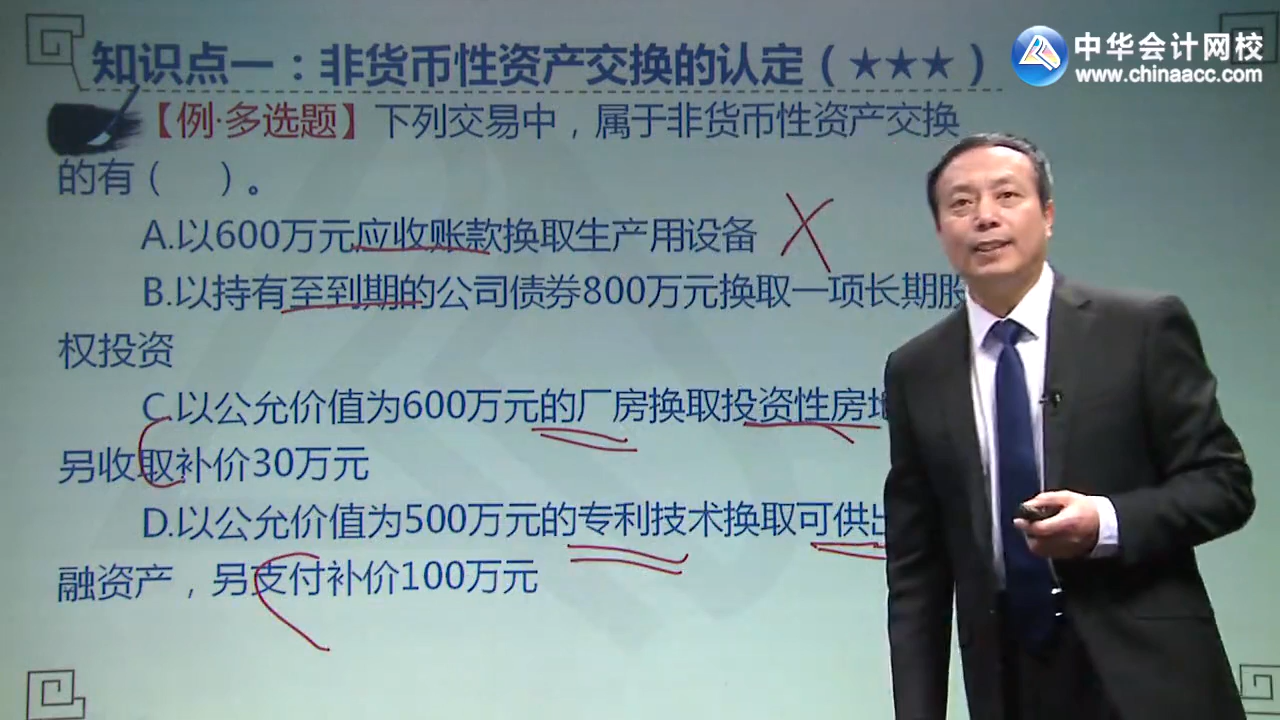 知识点一：非货币性资产交换的认定（★★★）
中华会计网校
www.chinaacc.com
【例·多选题】下列交易中，属于非货币性资产交换
的有（ ）。
A.以600万元应收账款换取生产用设备
B.以持有至到期的公司债券800万元换取一项长期股
权投资
C.以公允价值为600万元的厂房换取投资性房
另收取补价30万元
D.以公允价值为500万元的专利技术换取可供
融资产，另支付补价100万元